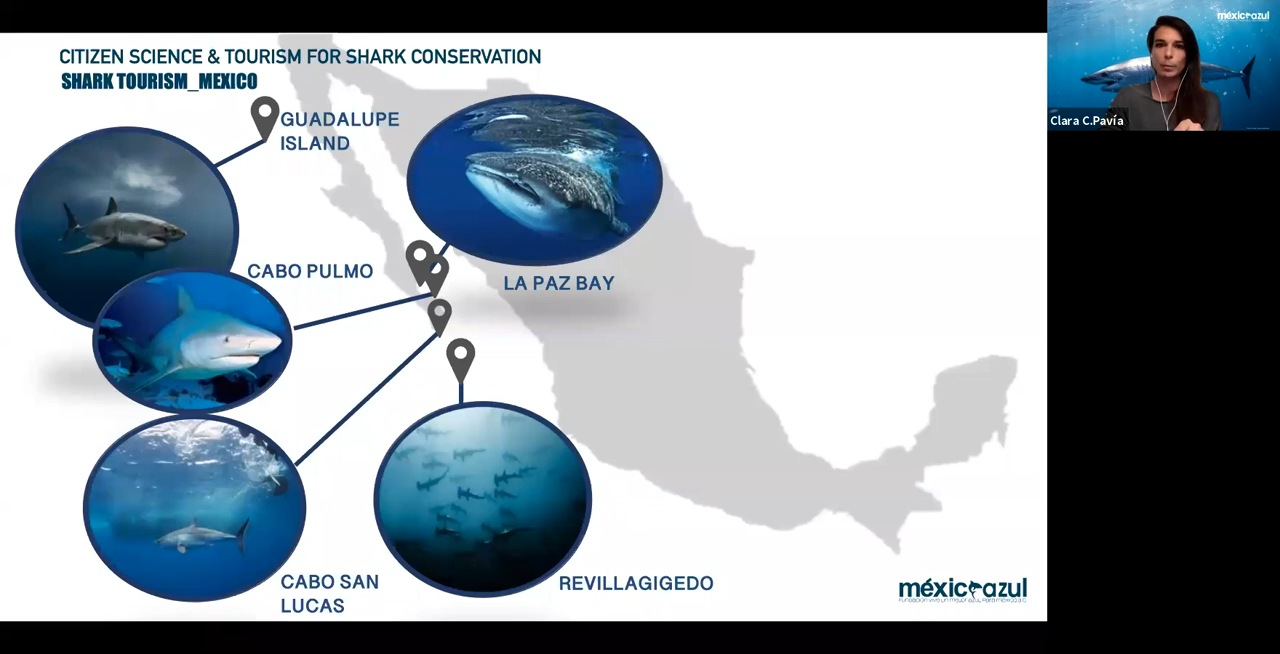 CITIZEN SCIENCE & TOURISM FOR SHARK CONSERVATION
SHARK TOURISM_MEXICO
GUADALUPE
ISLAND
CABO PULMO
LA PAZ BAY
CABO SAN
LUCAS
REVILLAGIGEDO
méxicoazul
méxicoazul
Clara C.Pavía